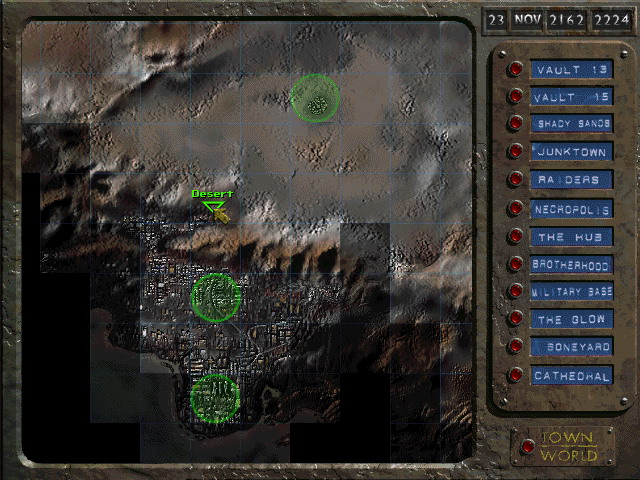 23 NOV 2162 2224
VAULT 13
VAULT 15
SHADY SANDS
JUNKTOWN
RAIDERS
NECROPOLIS
THE HUB
BROTHERHOOD
MILITARY BASE
THE GLOW
BONEYARD
CATHEDRAL
Desert
TOWN
WORLD